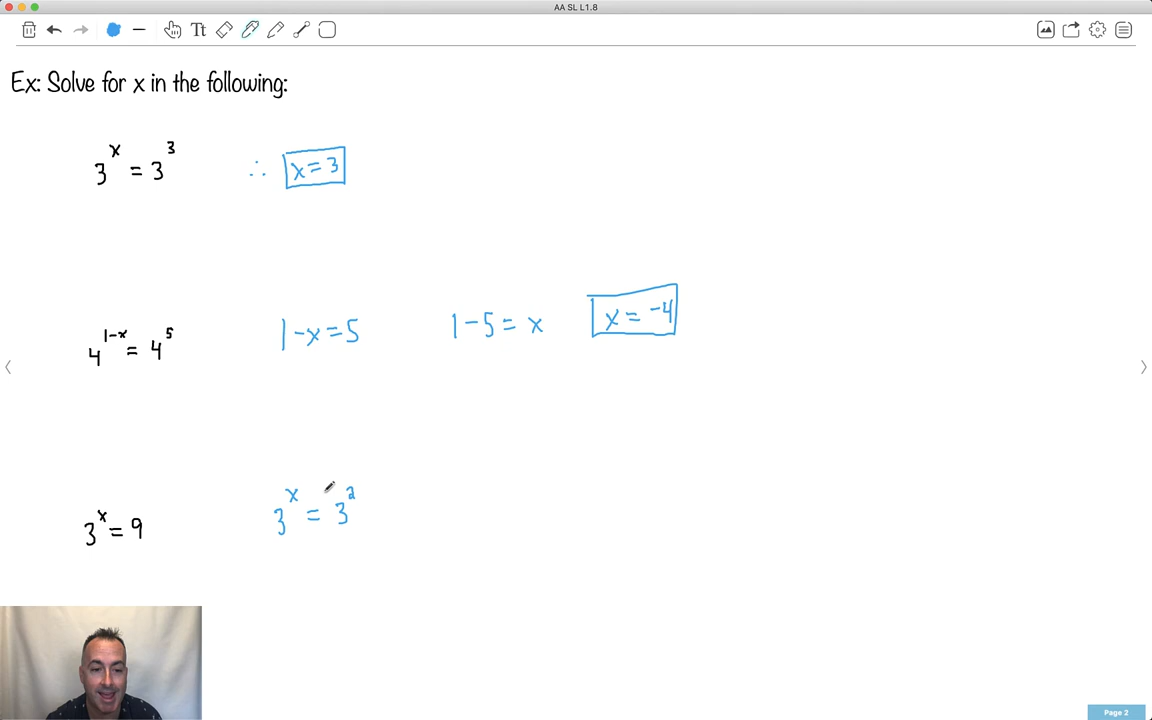 AA SL L1.8
Tt
Ex: Solve for x in the following:
3^x = 3^3 ∴ x = 3
4^(1-x) = 4^5 1-x=5 1-5=x x = -4
3^x = 9 3^x = 3^2
Page 2